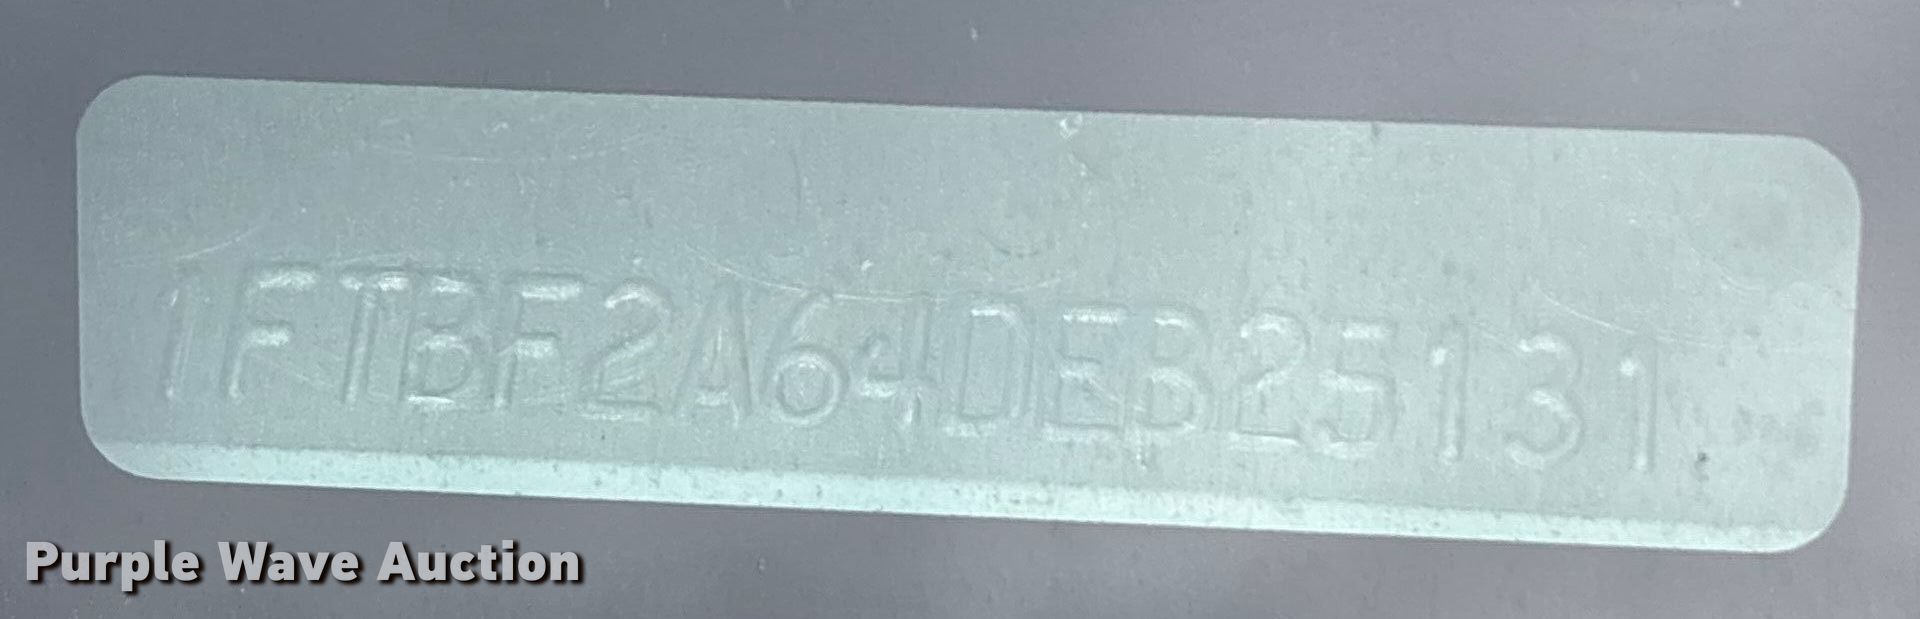 1FTBF2A64DEB25131
Purple Wave Auction